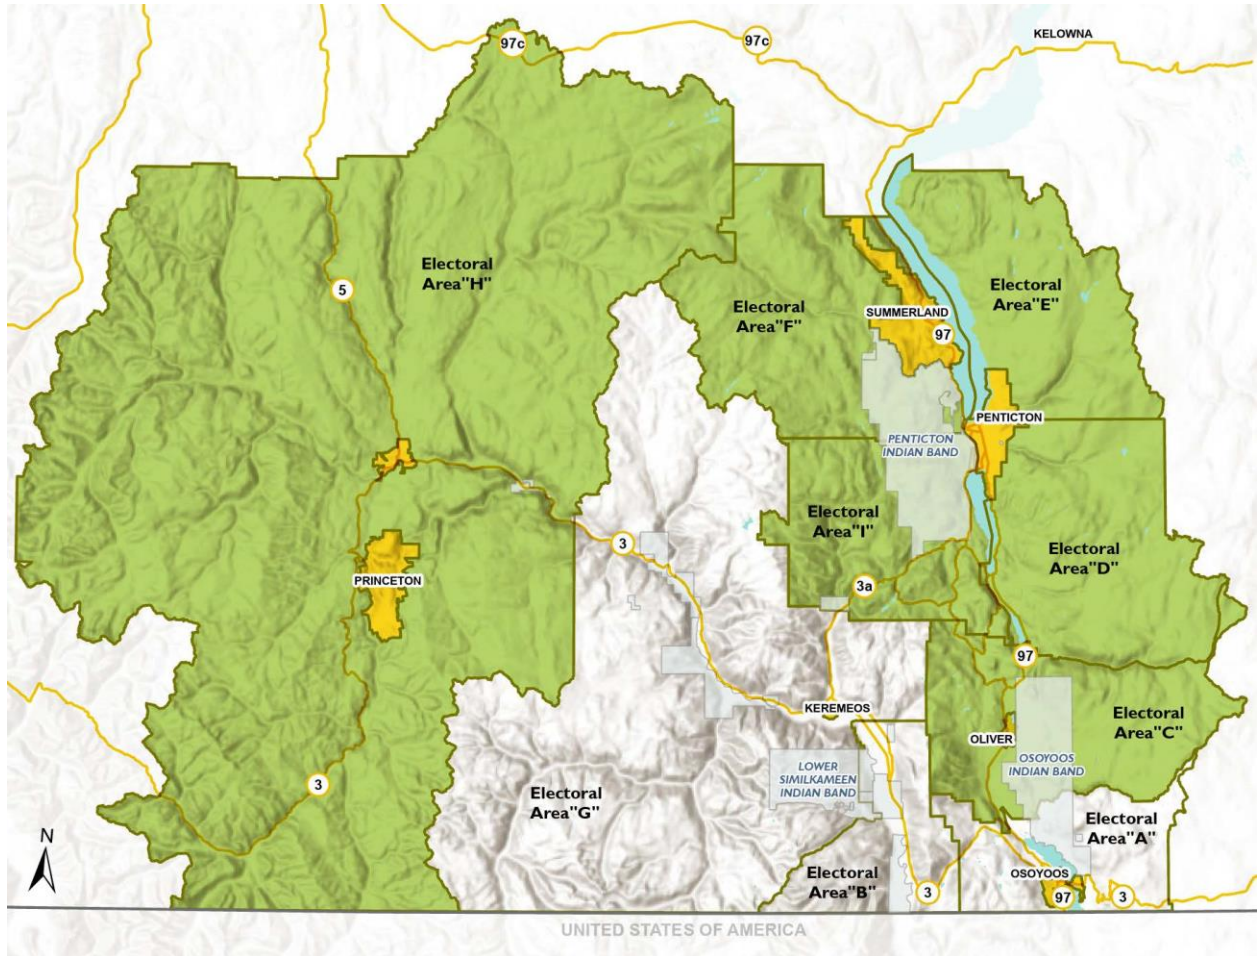 KELOWNA
97c
97c
Electoral
Area"H"
5
Electoral
Area"F"
SUMMERLAND
97
Electoral
Area"E"
PENTICTON
PENTICTON
INDIAN BAND
Electoral
Area"I"
3
3a
Electoral
Area"D"
PRINCETON
97
KEREMEOS
OLIVER
Electoral
Area"C"
OSOYOOS
INDIAN BAND
LOWER
SIMILKAMEEN
INDIAN BAND
3
Electoral
Area"G"
Electoral
Area"A"
N
Electoral
Area"B"
OSOYOOS
3
97
3
UNITED STATES OF AMERICA